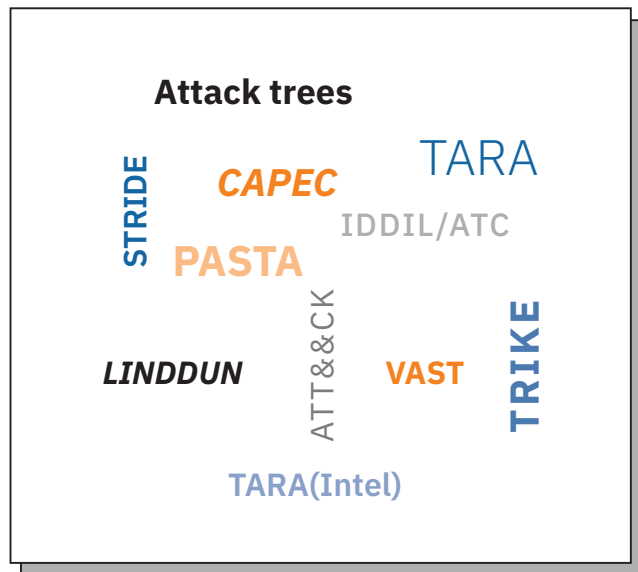 Attack trees
TARA
STRIDE
CAPEC
IDDIL/ATC
PASTA
ATT&&CK
TRIKE
LINDDUN
VAST
TARA(Intel)